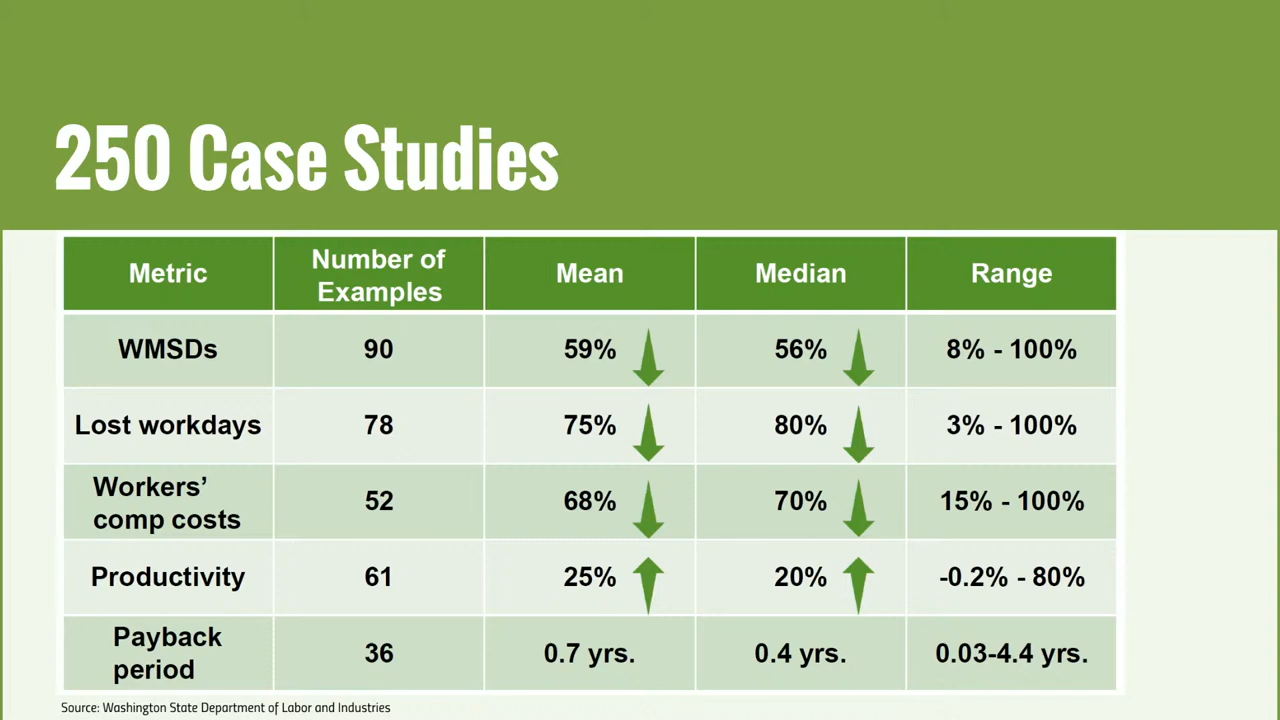 250 Case Studies
Metric
Number of
Examples
Mean
Median
Range
WMSDs
90
59%
56%
8% - 100%
Lost workdays
78
75%
80%
3% - 100%
Workers’
comp costs
52
68%
70%
15% - 100%
Productivity
61
25%
20%
-0.2% - 80%
Payback
period
36
0.7 yrs.
0.4 yrs.
0.03-4.4 yrs.
Source: Washington State Department of Labor and Industries